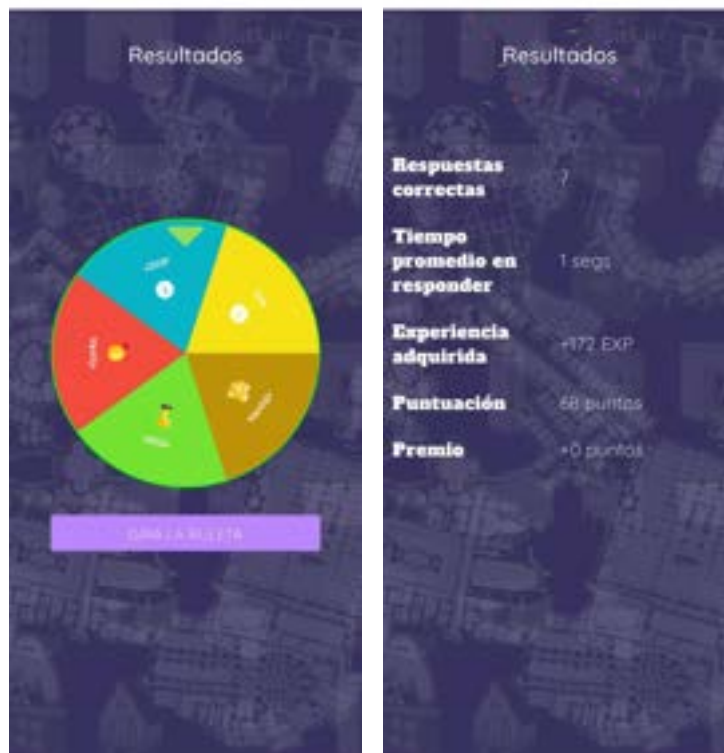 Resultados
GIRA LA RULETA
Resultados
Respuestas
correctas
7
Tiempo
promedio en
responder
1 segs
Experiencia
adquirida
+172 EXP
Puntuación
68 puntos
Premio
+0 puntos